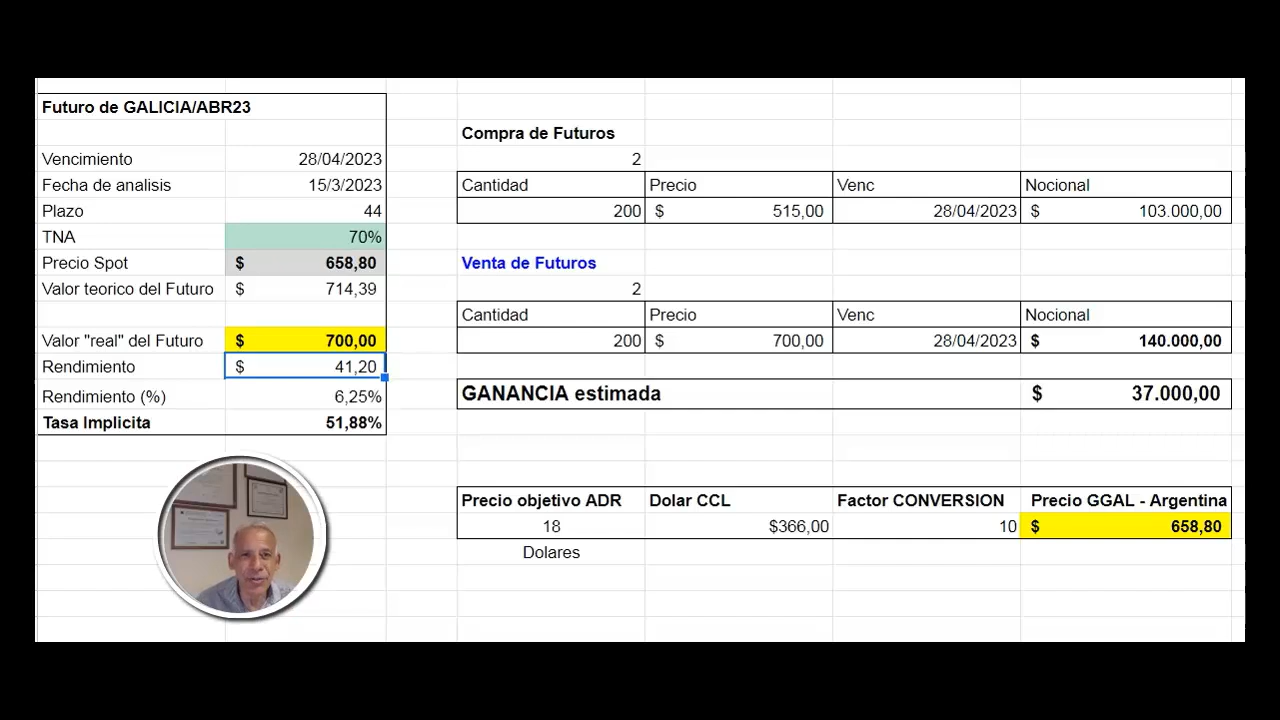 Futuro de GALICIA/ABR23
Vencimiento 28/04/2023
Fecha de analisis 15/3/2023
Plazo 44
TNA 70%
Precio Spot $ 658,80
Valor teorico del Futuro $ 714,39
Valor "real" del Futuro $ 700,00
Rendimiento $ 41,20
Rendimiento (%) 6,25%
Tasa Implicita 51,88%
Compra de Futuros
2
Cantidad Precio Venc Nocional
200 $ 515,00 28/04/2023 $ 103.000,00
Venta de Futuros
2
Cantidad Precio Venc Nocional
200 $ 700,00 28/04/2023 $ 140.000,00
GANANCIA estimada $ 37.000,00
Precio objetivo ADR Dolar CCL Factor CONVERSION Precio GGAL - Argentina
18 $366,00 10 $ 658,80
Dolares